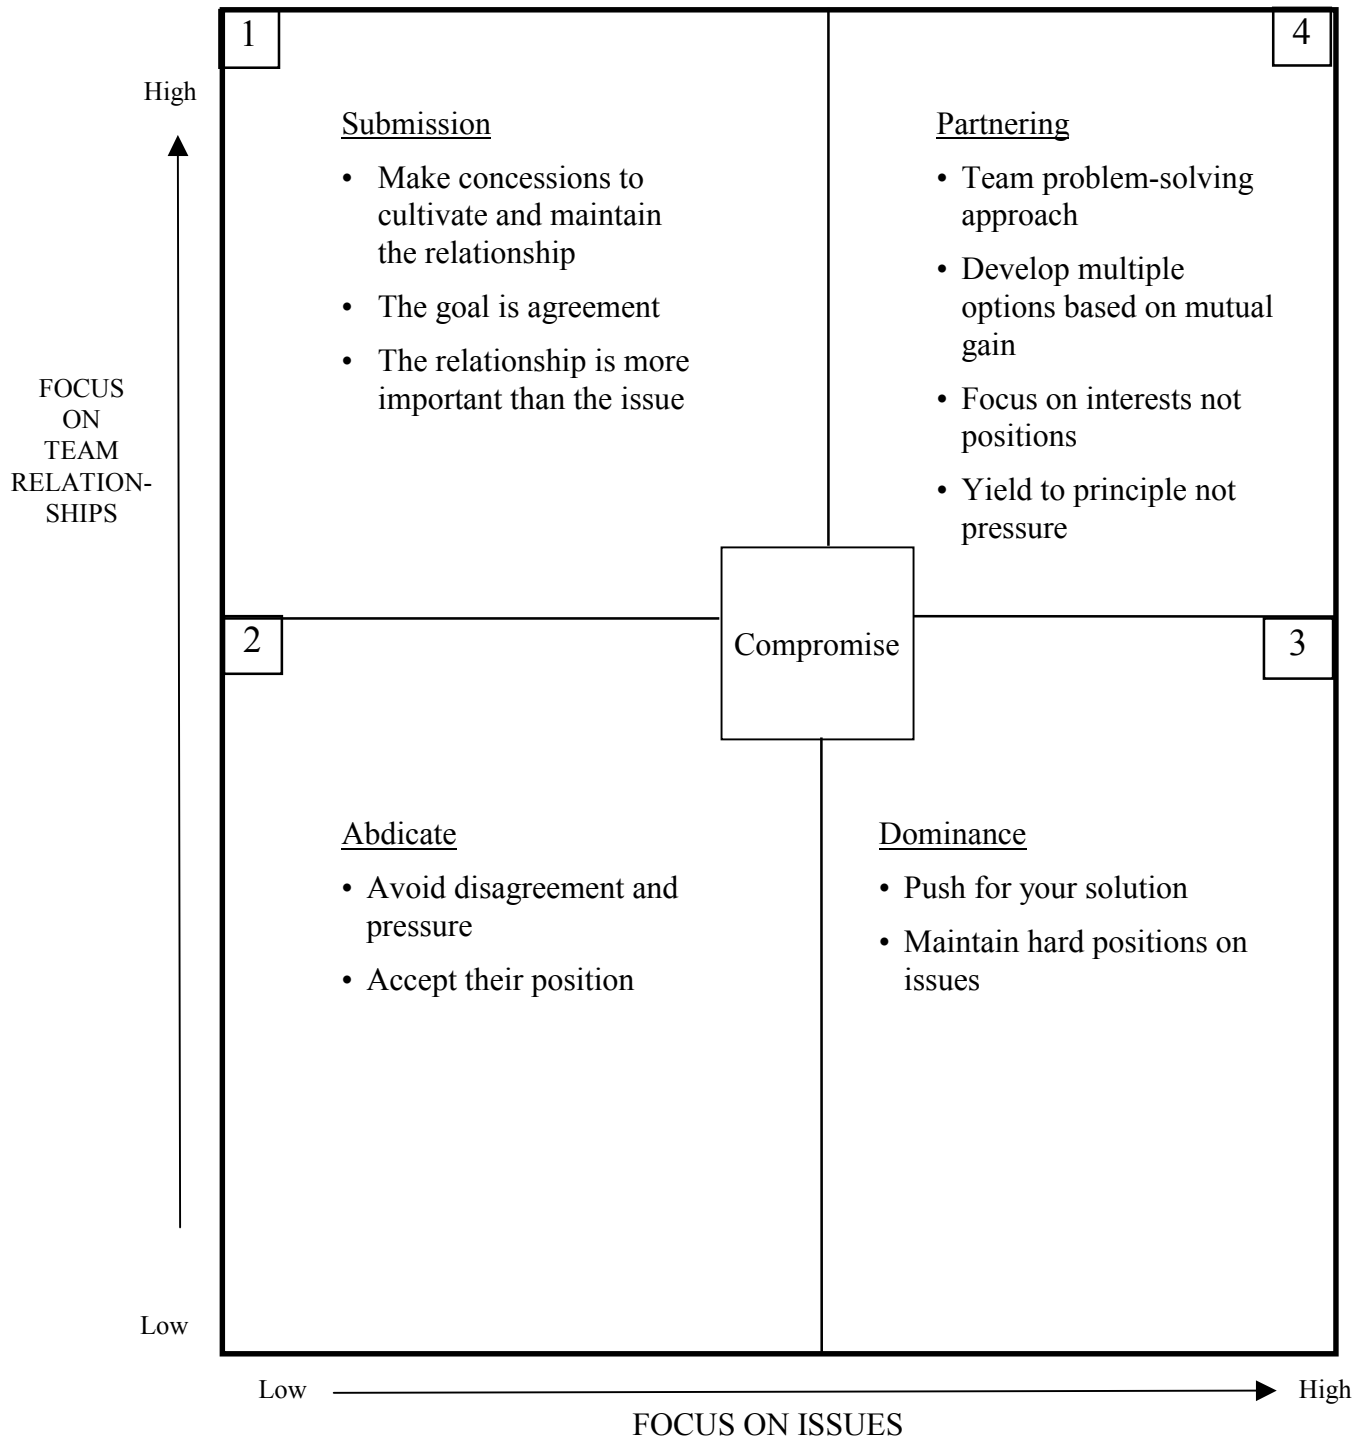 1
4
High
Submission
• Make concessions to
cultivate and maintain
the relationship
• The goal is agreement
• The relationship is more
important than the issue
Partnering
• Team problem-solving
approach
• Develop multiple
options based on mutual
gain
• Focus on interests not
positions
• Yield to principle not
pressure
FOCUS
ON
TEAM
RELATION-
SHIPS
Compromise
2
3
Abdicate
• Avoid disagreement and
pressure
• Accept their position
Dominance
• Push for your solution
• Maintain hard positions on
issues
Low
Low
High
FOCUS ON ISSUES